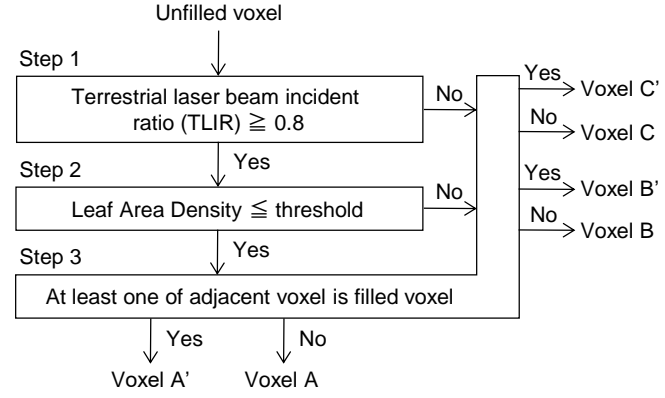 Unfilled voxel
Step 1
Terrestrial laser beam incident
ratio (TLIR) ≧ 0.8
No
Yes
Step 2
Leaf Area Density ≦ threshold
No
Yes
Step 3
At least one of adjacent voxel is filled voxel
Yes
Voxel C’
No
Voxel C
Yes
Voxel B’
No
Voxel B
Yes
No
Voxel A’
Voxel A